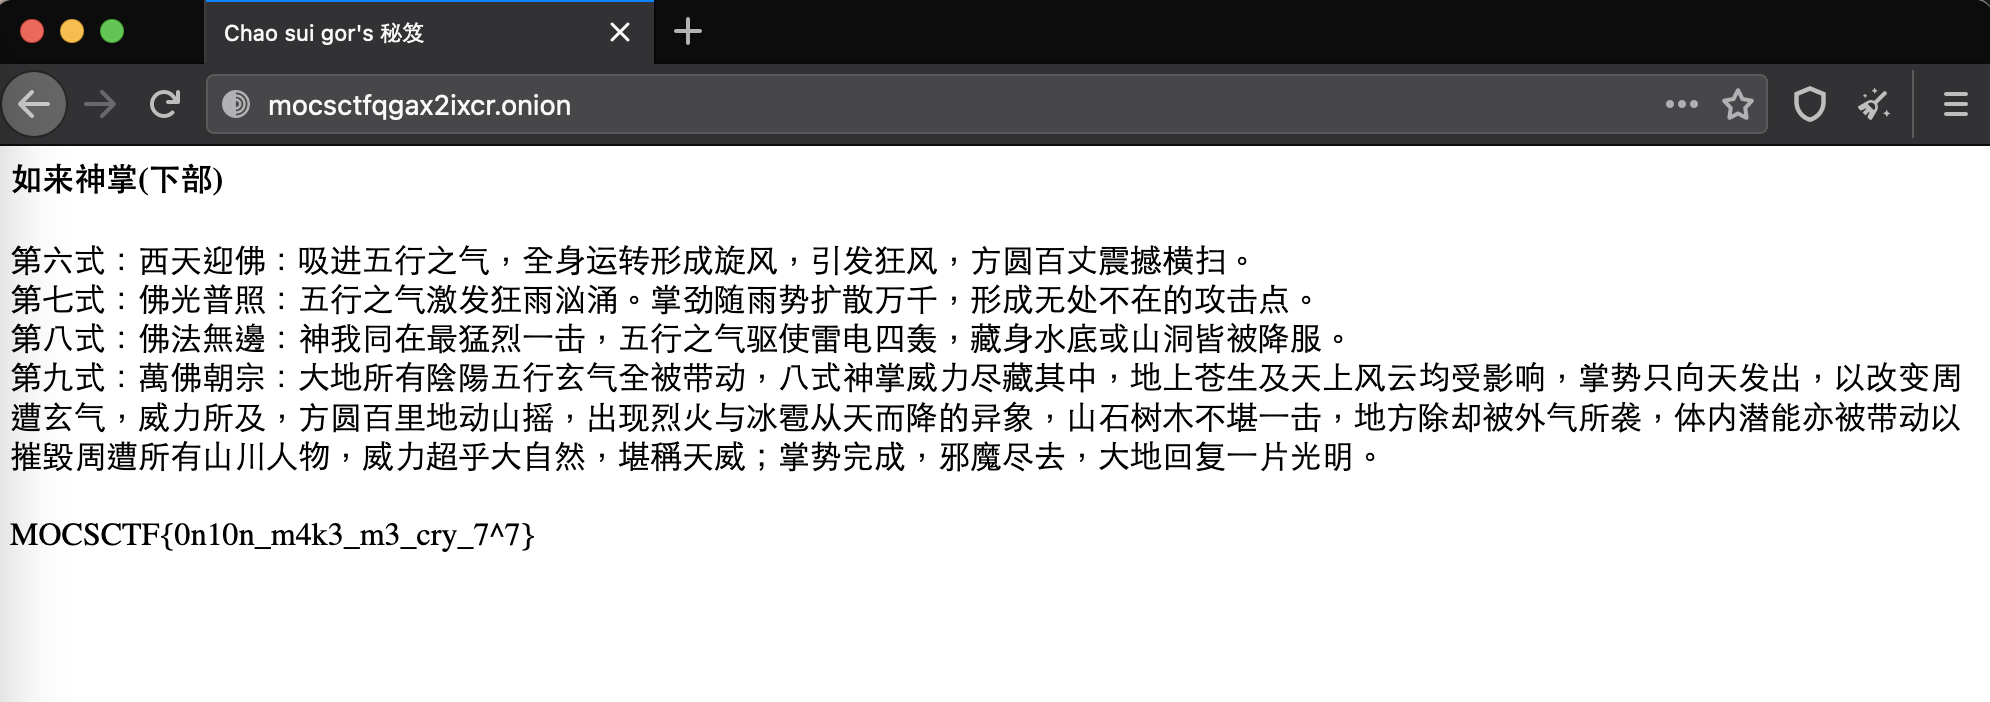 Chao sui gor's 秘笈
mocsctfqgax2ixcr.onion
如来神掌(下部)
第六式：西天迎佛：吸进五行之气，全身运转形成旋风，引发狂风，方圆百丈震撼横扫。
第七式：佛光普照：五行之气激发狂雨汹涌。掌劲随雨势扩散万千，形成无处不在的攻击点。
第八式：佛法無邊：神我同在最猛烈一击，五行之气驱使雷电四轰，藏身水底或山洞皆被降服。
第九式：萬佛朝宗：大地所有陰陽五行玄气全被带动，八式神掌威力尽藏其中，地上苍生及天上风云均受影响，掌势只向天发出，以改变周
遭玄气，威力所及，方圆百里地动山摇，出现烈火与冰雹从天而降的异象，山石树木不堪一击，地方除却被外气所袭，体内潜能亦被带动以
摧毁周遭所有山川人物，威力超乎大自然，堪稱天威；掌势完成，邪魔尽去，大地回复一片光明。
MOCSCTF{0n10n_m4k3_m3_cry_7^7}